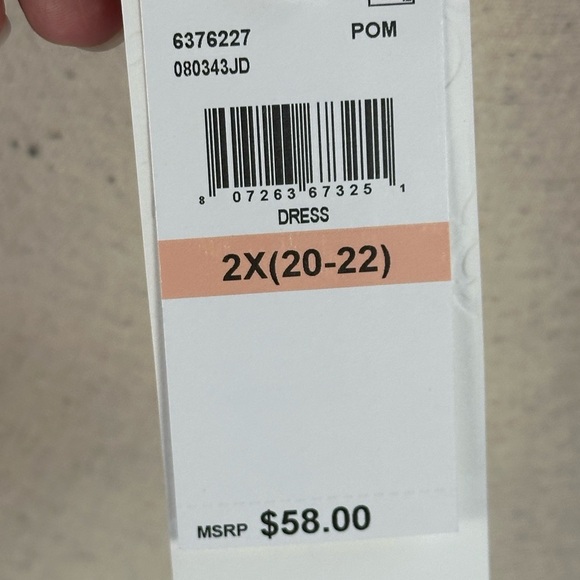 6376227 POM
080343JD
8 07263 67325 1
DRESS
2X(20-22)
MSRP $58.00